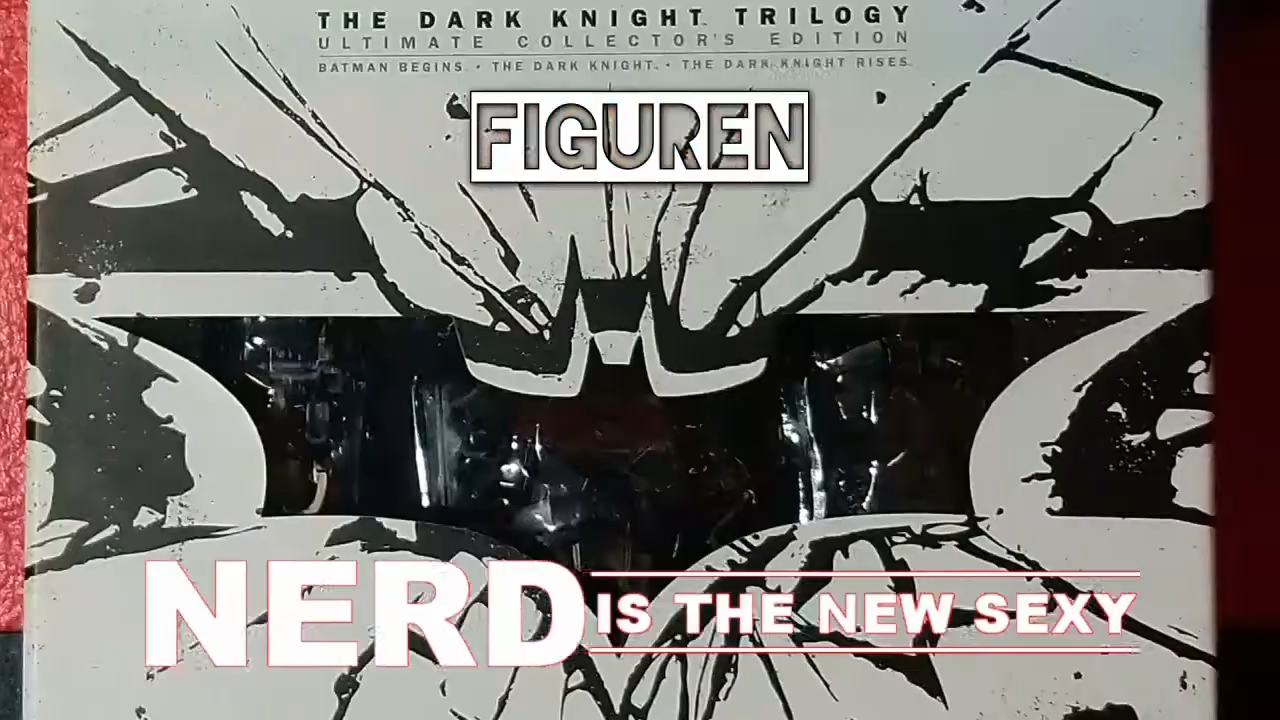 THE DARK KNIGHT TRILOGY
ULTIMATE COLLECTOR'S EDITION
BATMAN BEGINS • THE DARK KNIGHT • THE DARK KNIGHT RISES
FIGUREN
NERD IS THE NEW SEXY